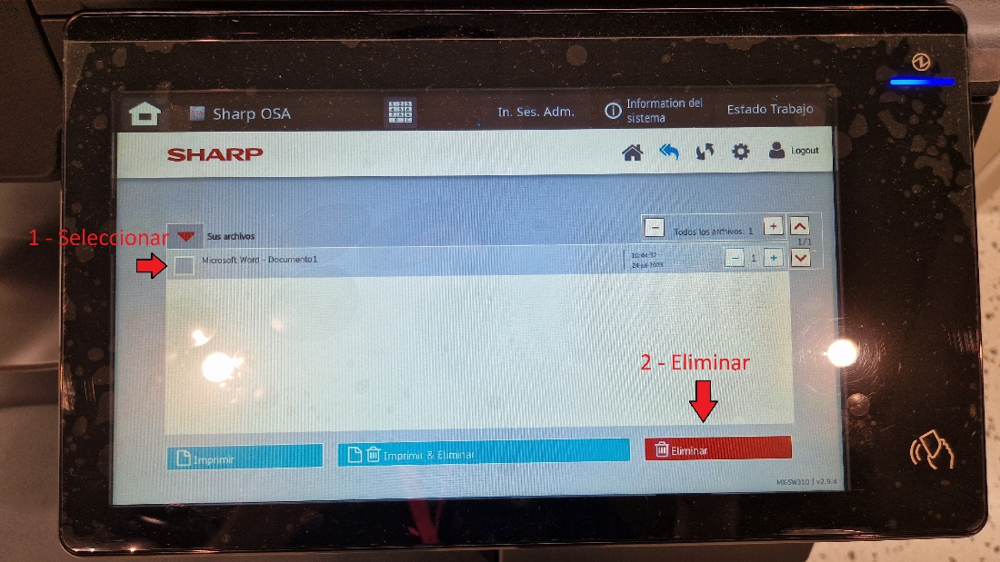 Sharp OSA
In. Ses. Adm.
Information del
sistema
Estado Trabajo
SHARP
Logout
1 - Seleccionar
Sus archivos
Todos los archivos: 1
1/1
Microsoft Word - Documento1
10:44:32
24-jul-2023
1
2 - Eliminar
Imprimir
Imprimir & Eliminar
Eliminar
MX-SW310 | v2.9.4